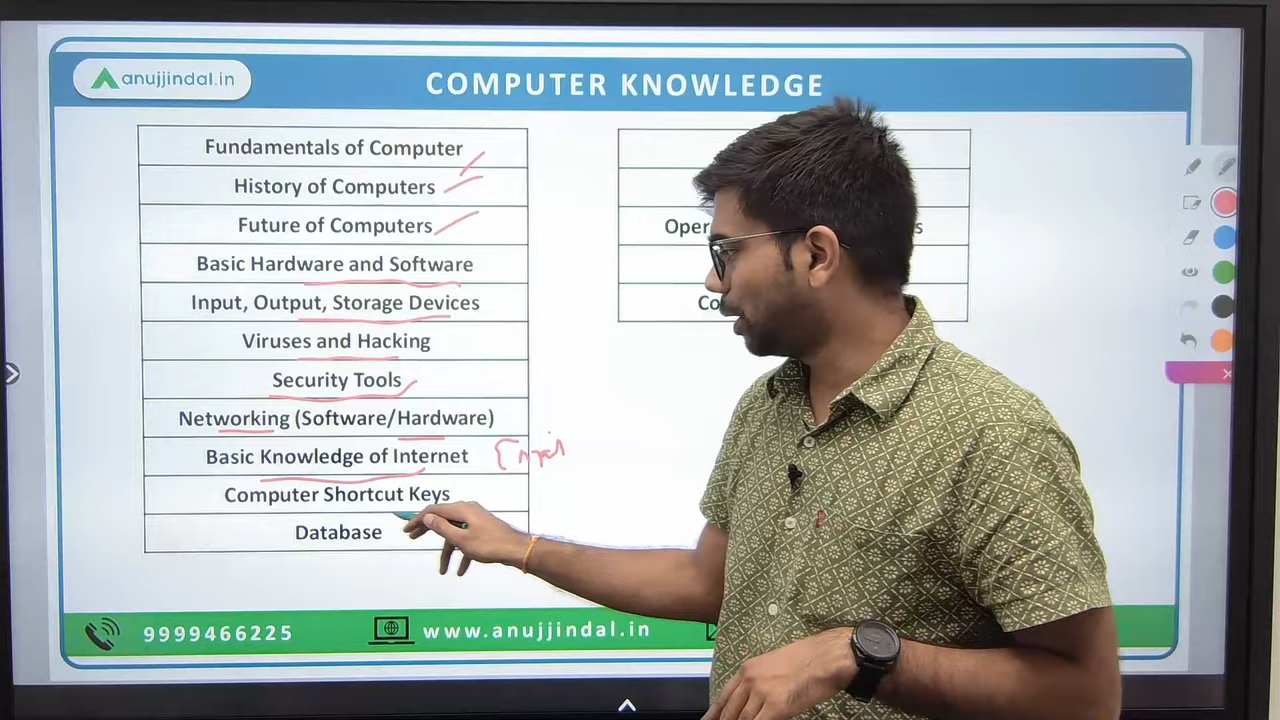 anujjindal.in
COMPUTER KNOWLEDGE
Fundamentals of Computer
History of Computers
Future of Computers
Basic Hardware and Software
Input, Output, Storage Devices
Viruses and Hacking
Security Tools
Networking (Software/Hardware)
Basic Knowledge of Internet
Computer Shortcut Keys
Database
9999466225
www.anujjindal.in